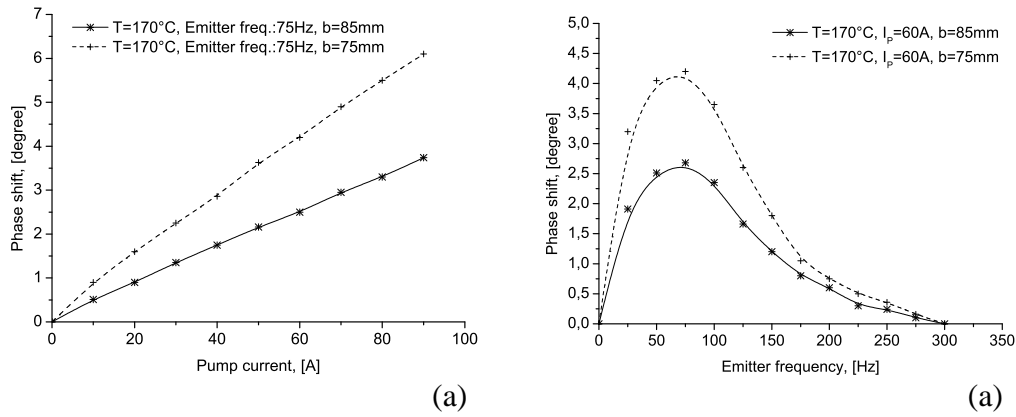 T=170°C, Emitter freq.:75Hz, b=85mm
T=170°C, Emitter freq.:75Hz, b=75mm
7
6
5
4
3
2
1
0
Phase shift, [degree]
0 20 40 60 80 100
Pump current, [A]
(a)
T=170°C, I_P=60A, b=85mm
T=170°C, I_P=60A, b=75mm
5,0
4,5
4,0
3,5
3,0
2,5
2,0
1,5
1,0
0,5
0,0
Phase shift, [degree]
0 50 100 150 200 250 300 350
Emitter frequency, [Hz]
(a)